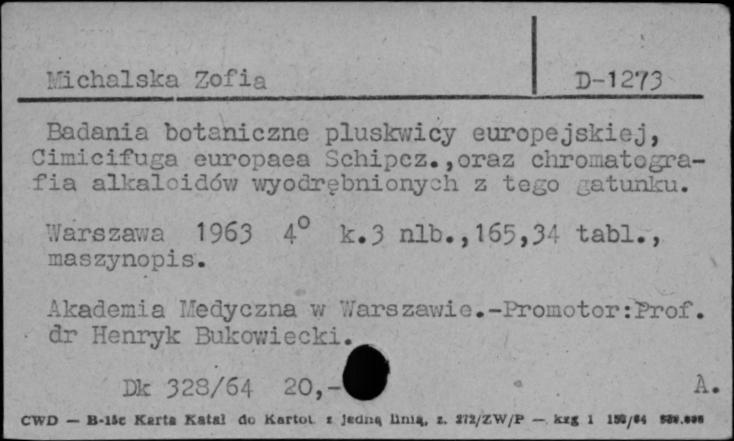 Michalska Zofia D-1273
Badania botaniczne pluskwicy europejskiej,
Cimicifuga europaea Schipcz.,oraz chromatogra-
fia alkaloidów wyodrębnionych z tego gatunku.
Warszawa 1963 4° k.3 nlb.,165,34 tabl.,
maszynopis.
Akademia Medyczna w Warszawie.-Promotor:Prof.
dr Henryk Bukowiecki.
Dk 328/64 20,- A.
CWD — B-15c Karta Katal do Kartot. z jedną linią, z. 272/ZW/P — kzg 1